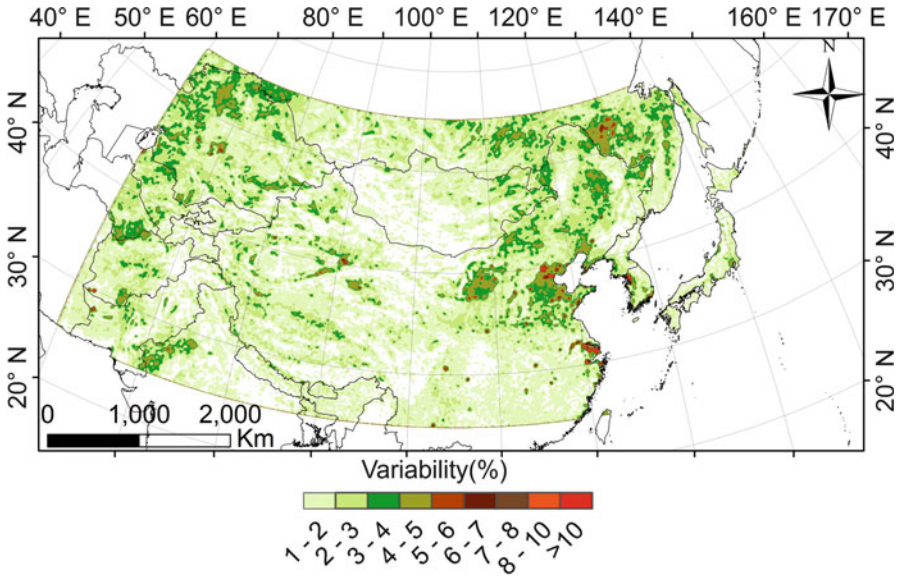 40° E 50° E 60° E 80° E 100° E 120° E 140° E 160° E 170° E
N
40° N
30° N
20° N
40° N
30° N
20° N
0 1,000 2,000
Km
Variability(%)
1 - 2
2 - 3
3 - 4
4 - 5
5 - 6
6 - 7
7 - 8
8 - 10
>10